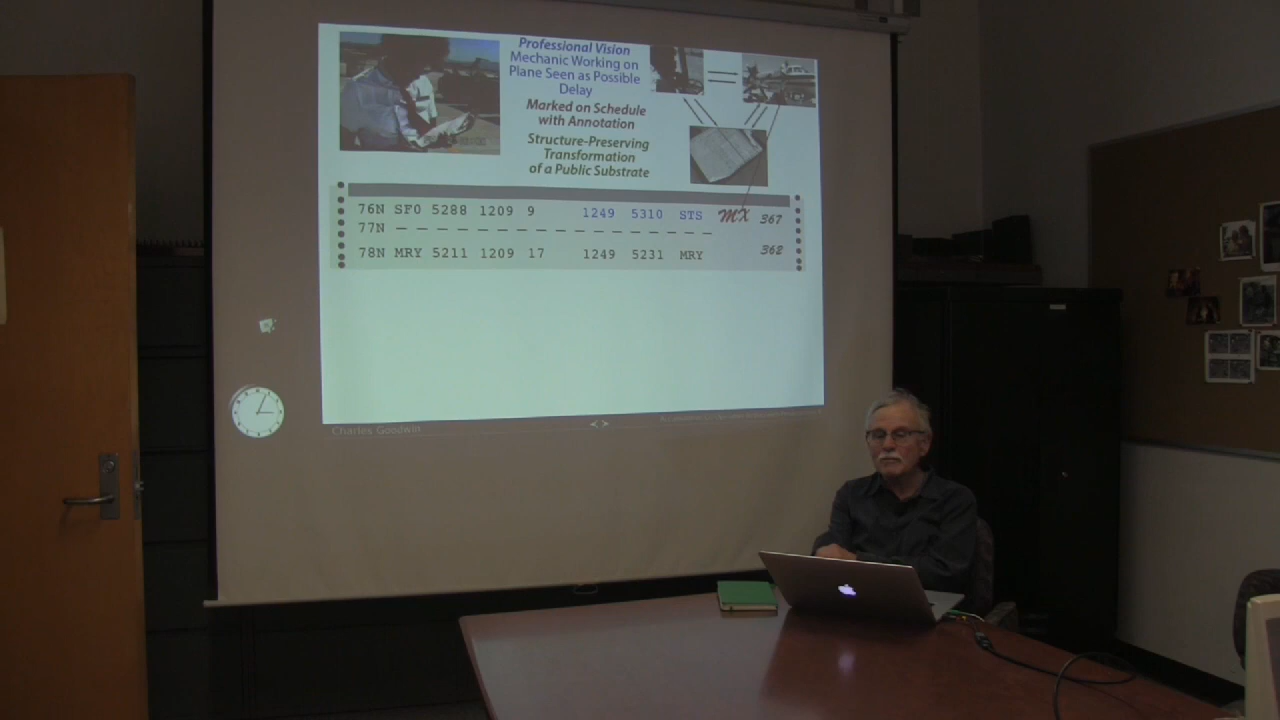 Professional Vision
Mechanic Working on
Plane Seen as Possible
Delay
Marked on Schedule
with Annotation
Structure-Preserving
Transformation
of a Public Substrate
76N SFO 5288 1209 9 1249 5310 STS MX 367
77N — — — — — — — — — — — — — — —
78N MRY 5211 1209 17 1249 5231 MRY 362
Charles Goodwin